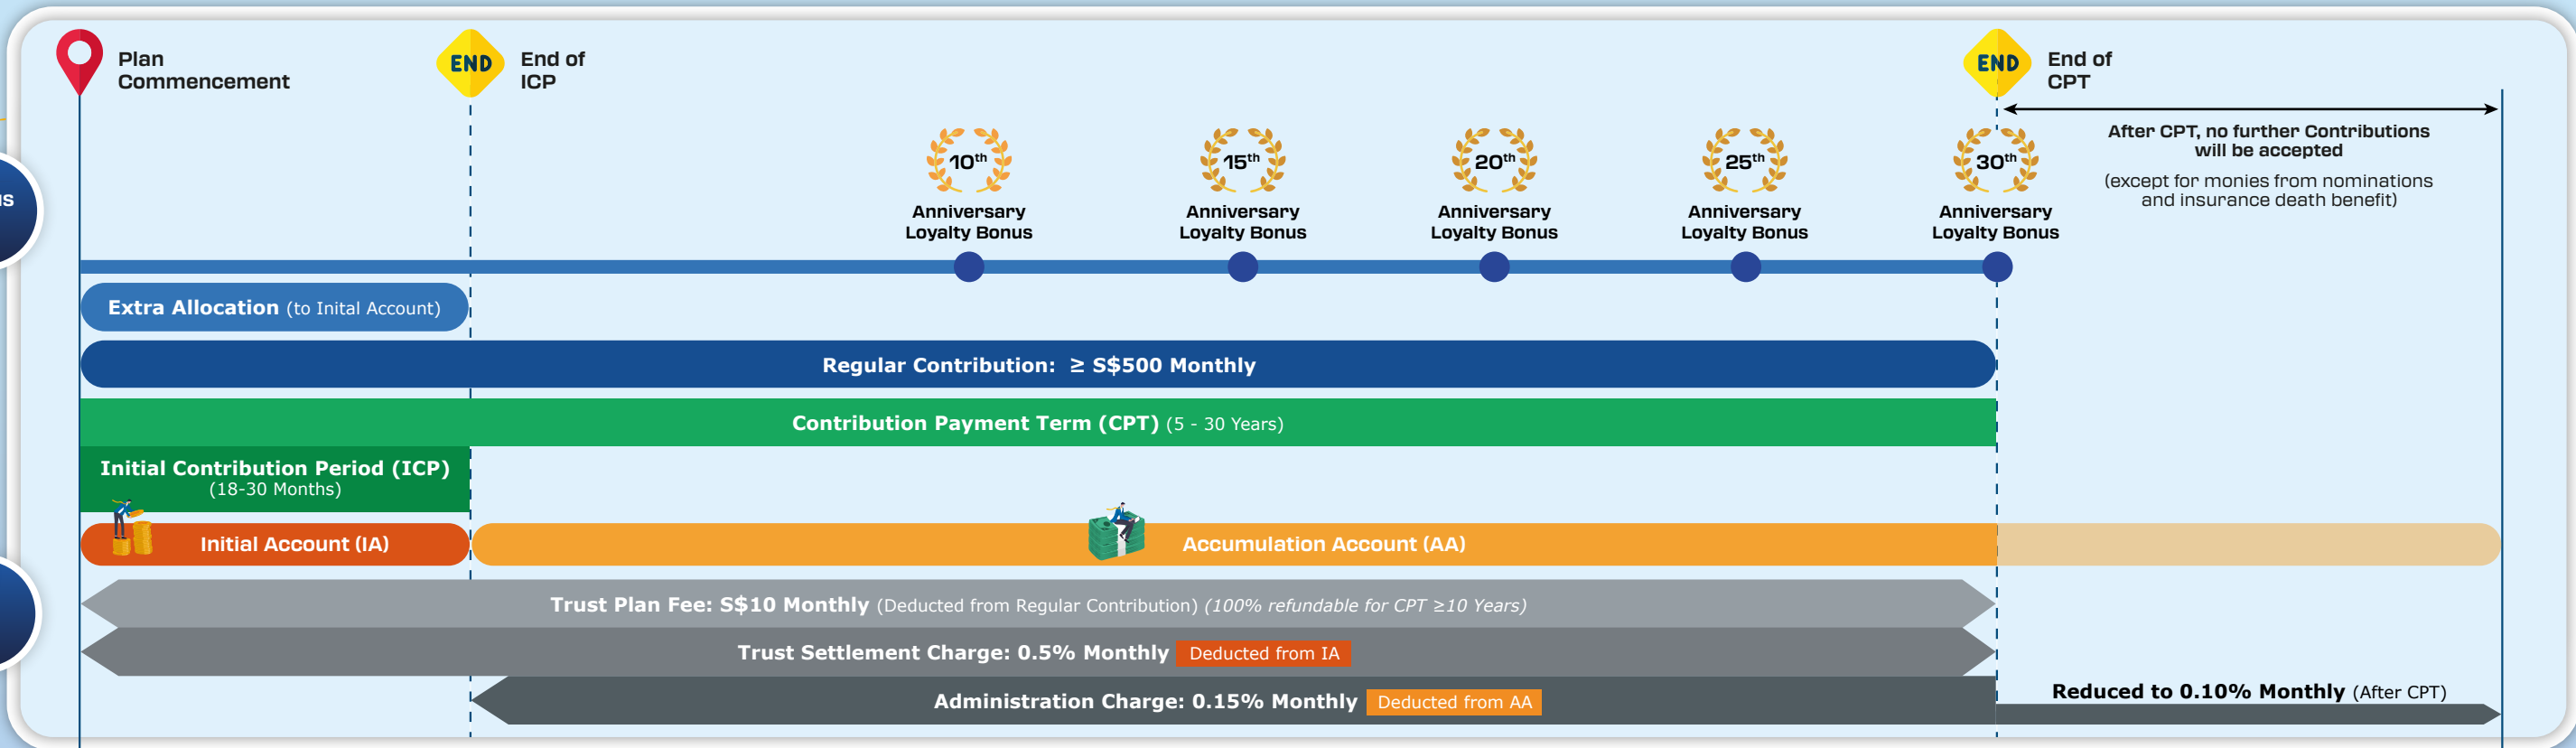 Plan
Commencement
END
End of
ICP
END
End of
CPT
After CPT, no further Contributions
will be accepted
(except for monies from nominations
and insurance death benefit)
10th
Anniversary
Loyalty Bonus
15th
Anniversary
Loyalty Bonus
20th
Anniversary
Loyalty Bonus
25th
Anniversary
Loyalty Bonus
30th
Anniversary
Loyalty Bonus
Extra Allocation (to Inital Account)
Regular Contribution: ≥ S$500 Monthly
Contribution Payment Term (CPT) (5 - 30 Years)
Initial Contribution Period (ICP)
(18-30 Months)
Initial Account (IA)
Accumulation Account (AA)
Trust Plan Fee: S$10 Monthly (Deducted from Regular Contribution) (100% refundable for CPT ≥10 Years)
Trust Settlement Charge: 0.5% Monthly Deducted from IA
Administration Charge: 0.15% Monthly Deducted from AA
Reduced to 0.10% Monthly (After CPT)